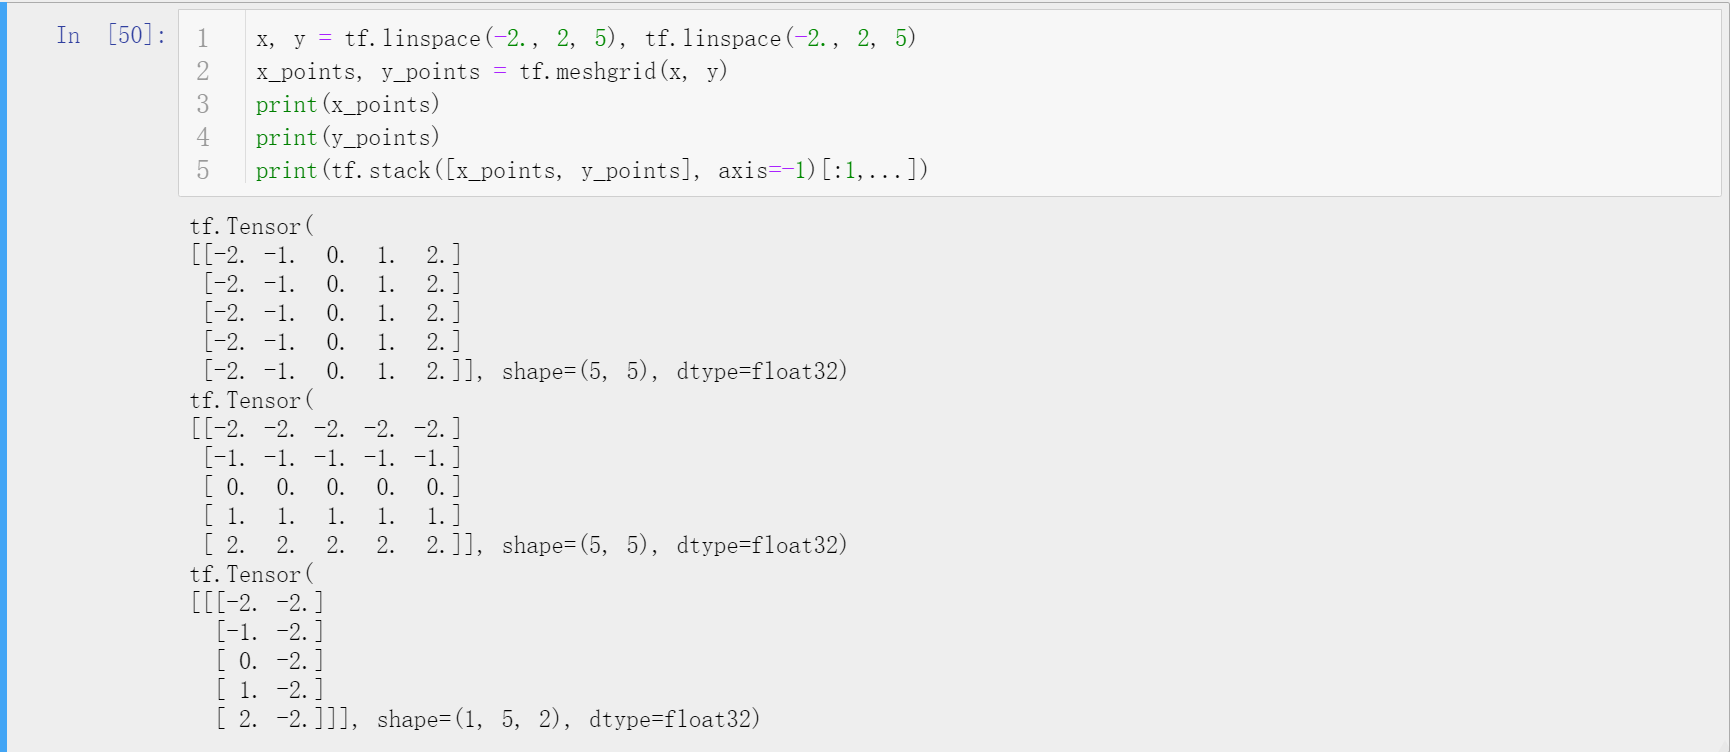 In [50]:
1 x, y = tf.linspace(-2., 2, 5), tf.linspace(-2., 2, 5)
2 x_points, y_points = tf.meshgrid(x, y)
3 print(x_points)
4 print(y_points)
5 print(tf.stack([x_points, y_points], axis=-1)[:1,...])
tf.Tensor(
[[-2. -1.  0.  1.  2.]
 [-2. -1.  0.  1.  2.]
 [-2. -1.  0.  1.  2.]
 [-2. -1.  0.  1.  2.]
 [-2. -1.  0.  1.  2.]], shape=(5, 5), dtype=float32)
tf.Tensor(
[[-2. -2. -2. -2. -2.]
 [-1. -1. -1. -1. -1.]
 [ 0.  0.  0.  0.  0.]
 [ 1.  1.  1.  1.  1.]
 [ 2.  2.  2.  2.  2.]], shape=(5, 5), dtype=float32)
tf.Tensor(
[[[-2. -2.]
  [-1. -2.]
  [ 0. -2.]
  [ 1. -2.]
  [ 2. -2.]]], shape=(1, 5, 2), dtype=float32)